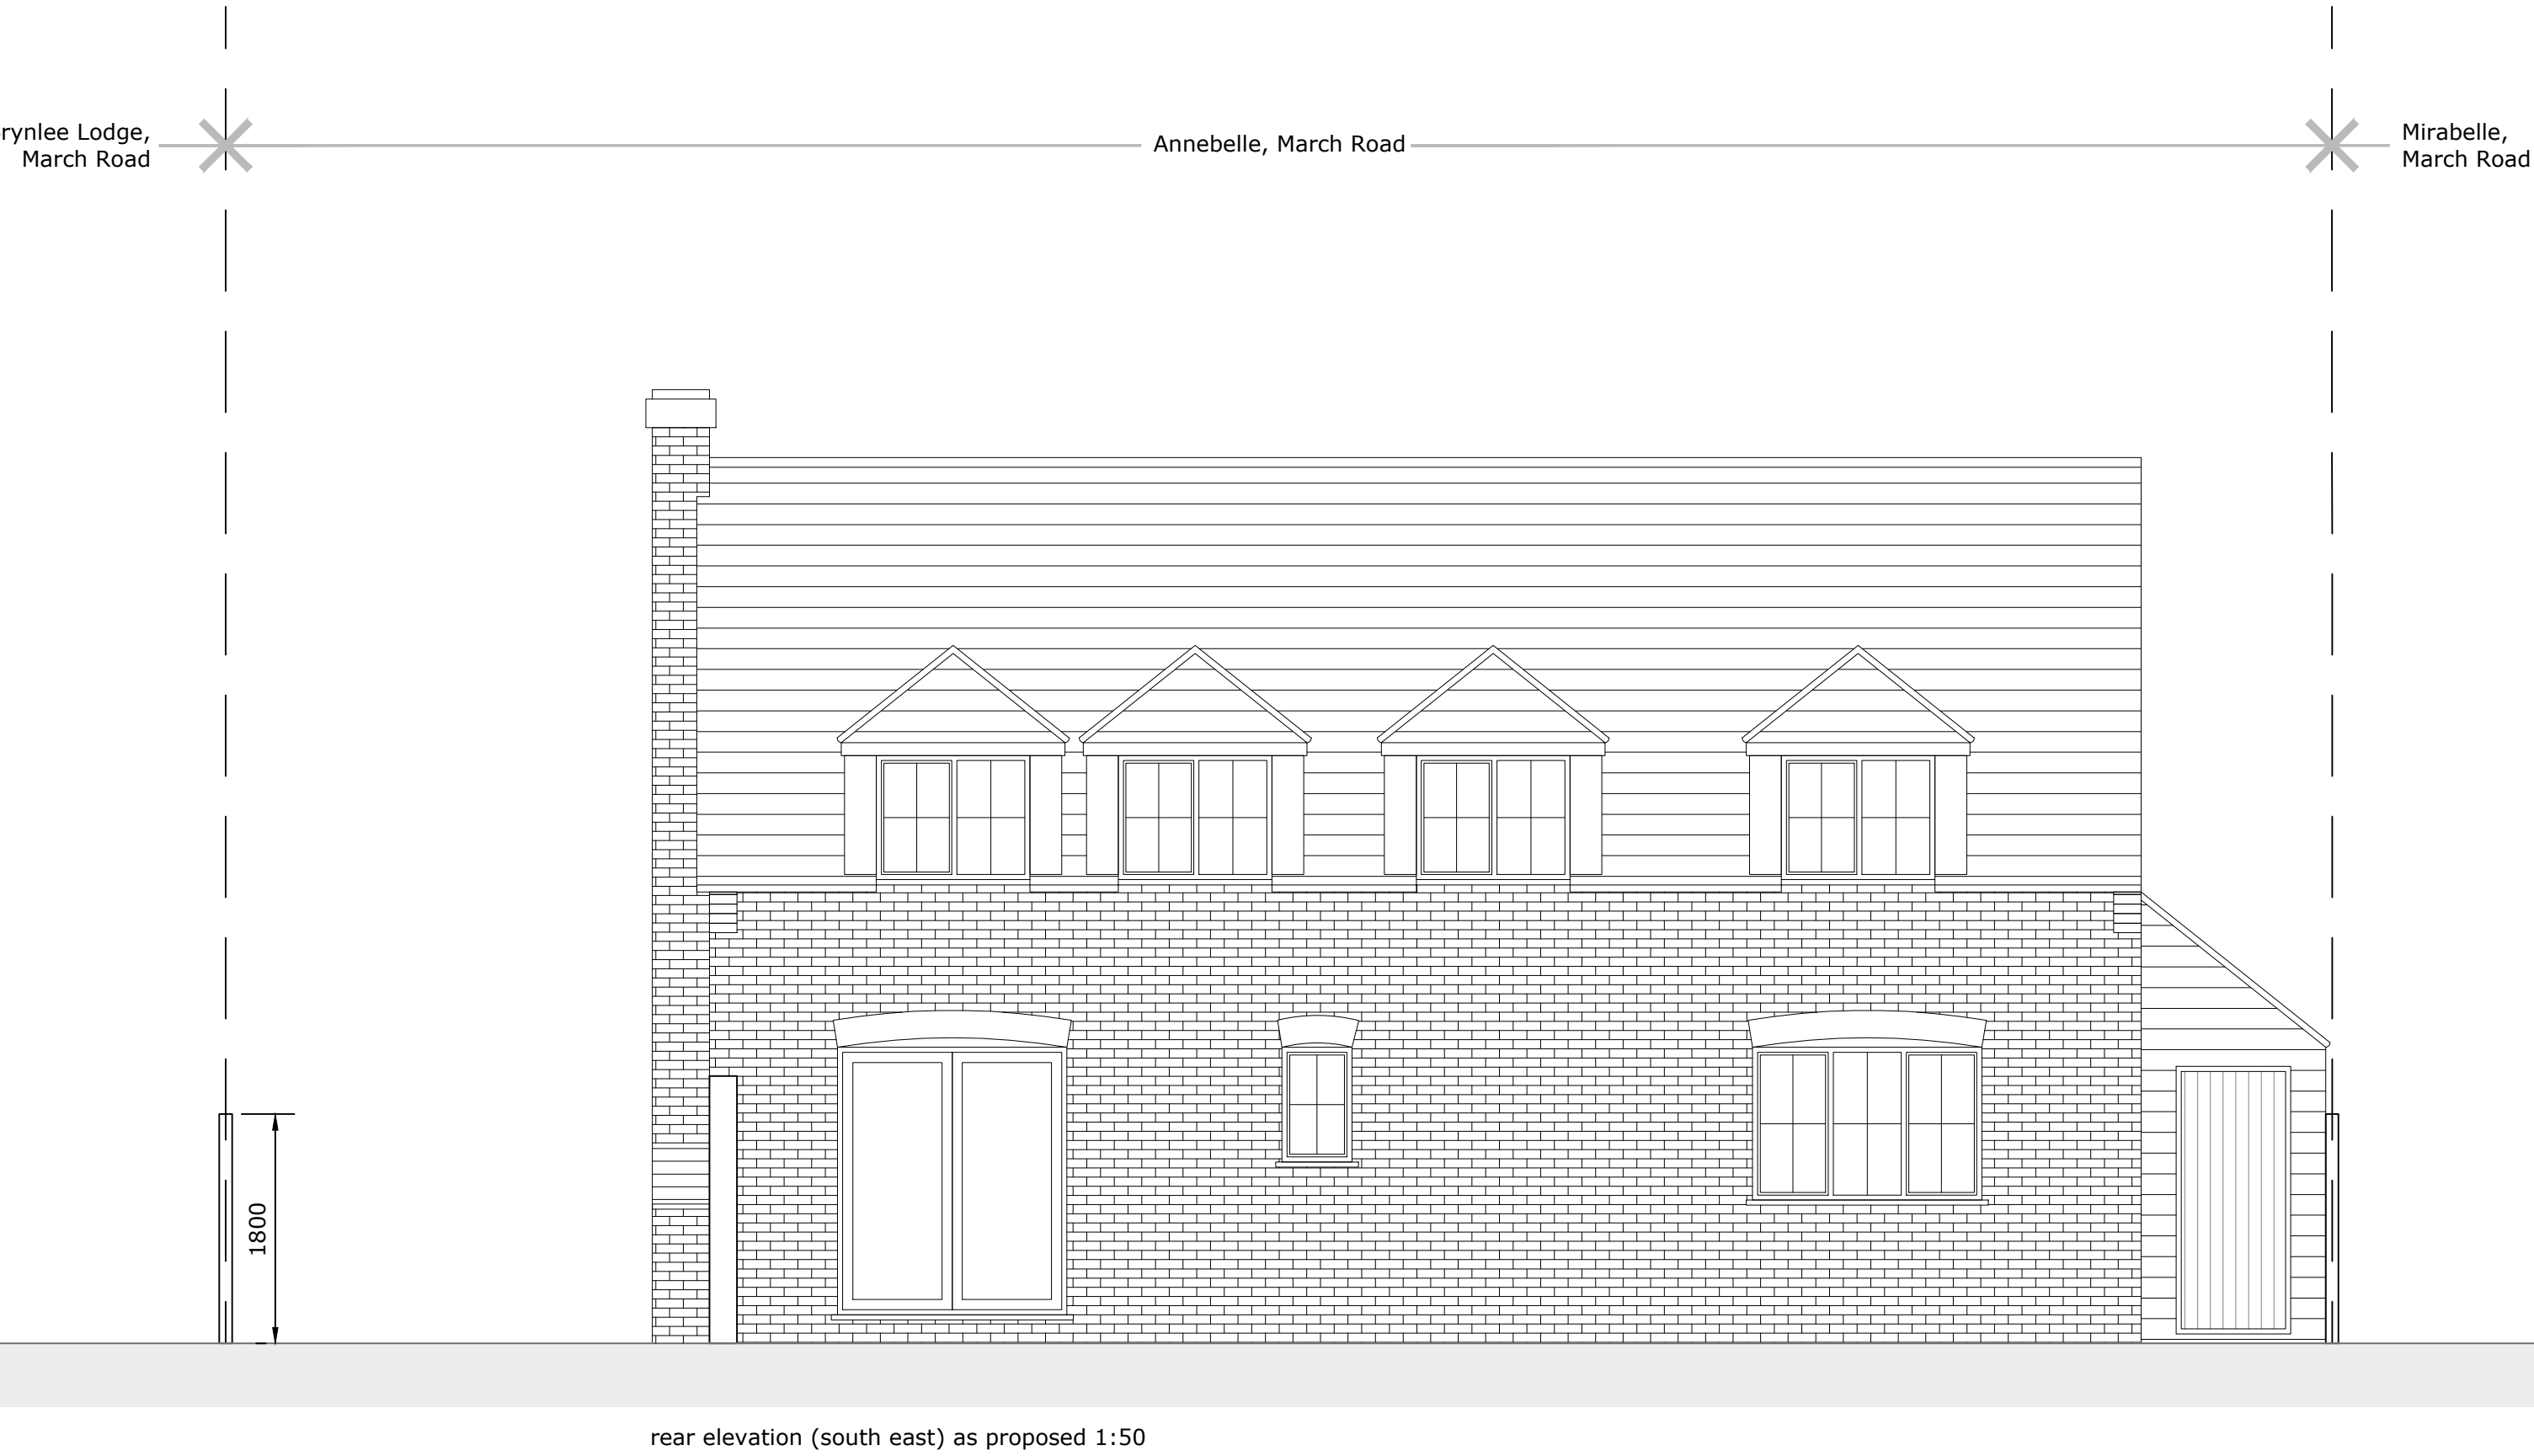 rynlee Lodge,
March Road
Annebelle, March Road
Mirabelle,
March Road
1800
rear elevation (south east) as proposed 1:50